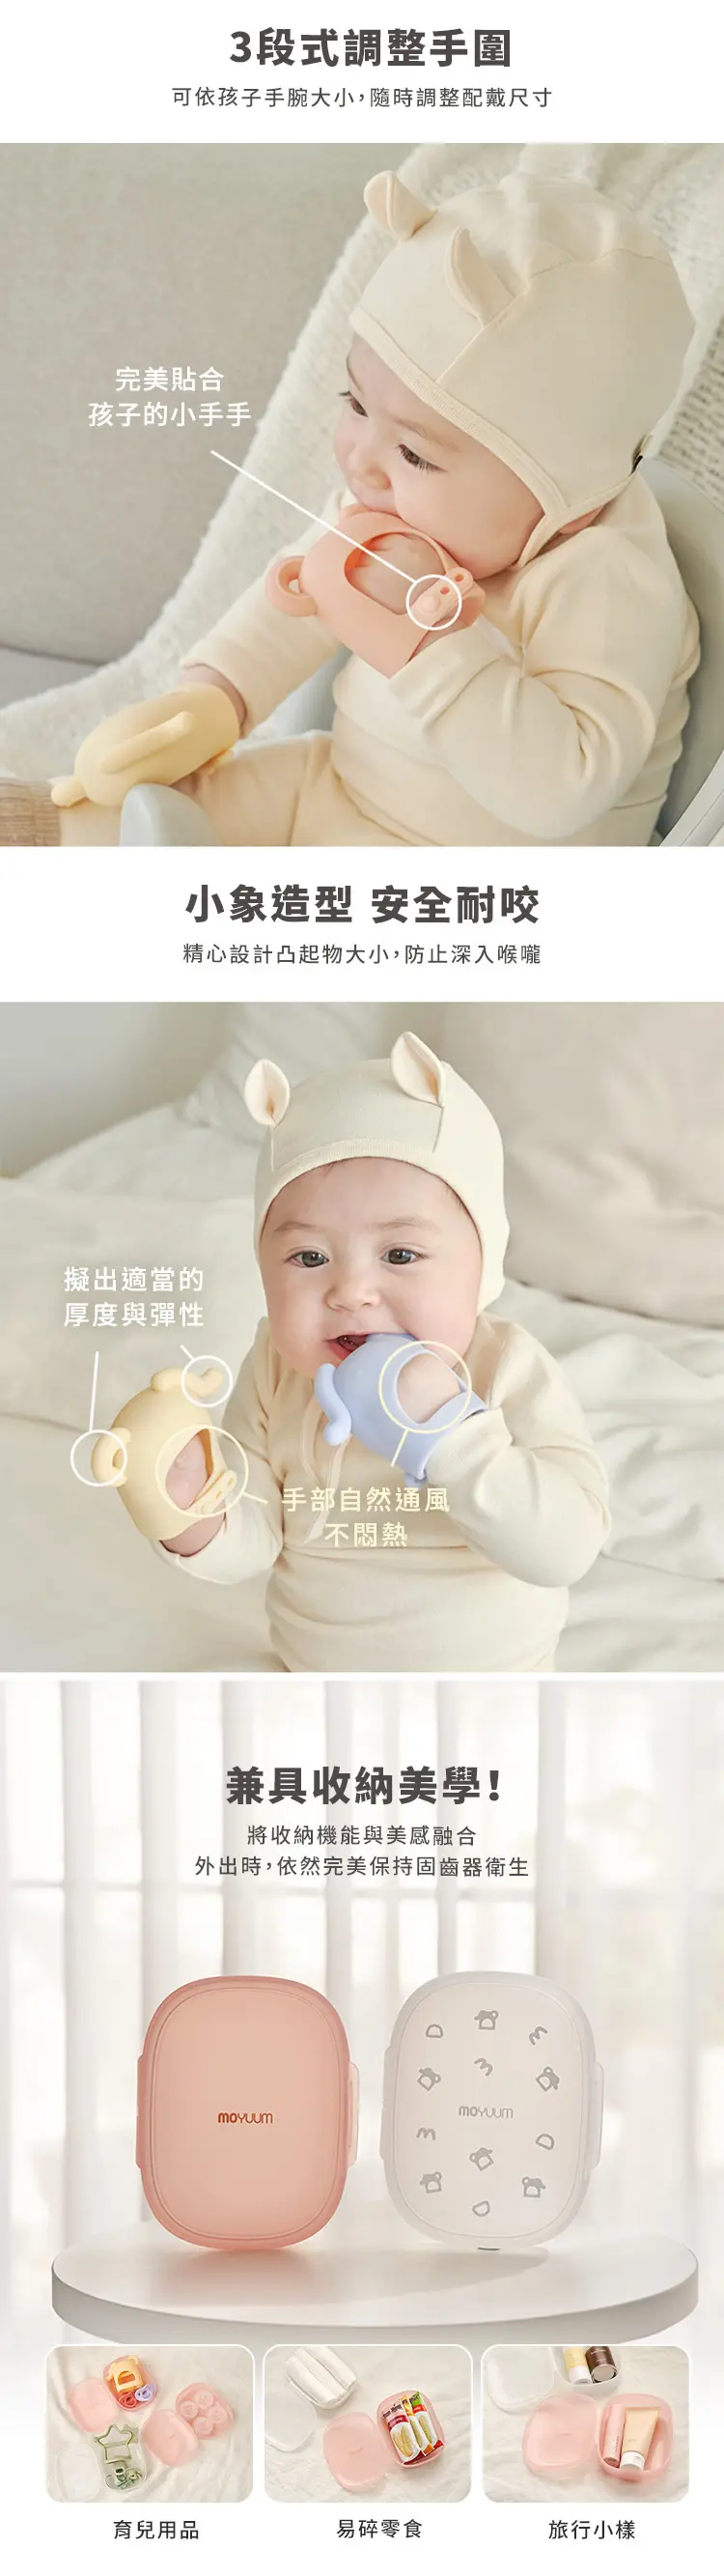 3段式調整手圍
可依孩子手腕大小，隨時調整配戴尺寸
完美貼合
孩子的小手手
小象造型 安全耐咬
精心設計凸起物大小，防止深入喉嚨
擬出適當的
厚度與彈性
手部自然通風
不悶熱
兼具收納美學！
將收納機能與美感融合
外出時，依然完美保持固齒器衛生
moyuum
moyuum
育兒用品
易碎零食
旅行小樣